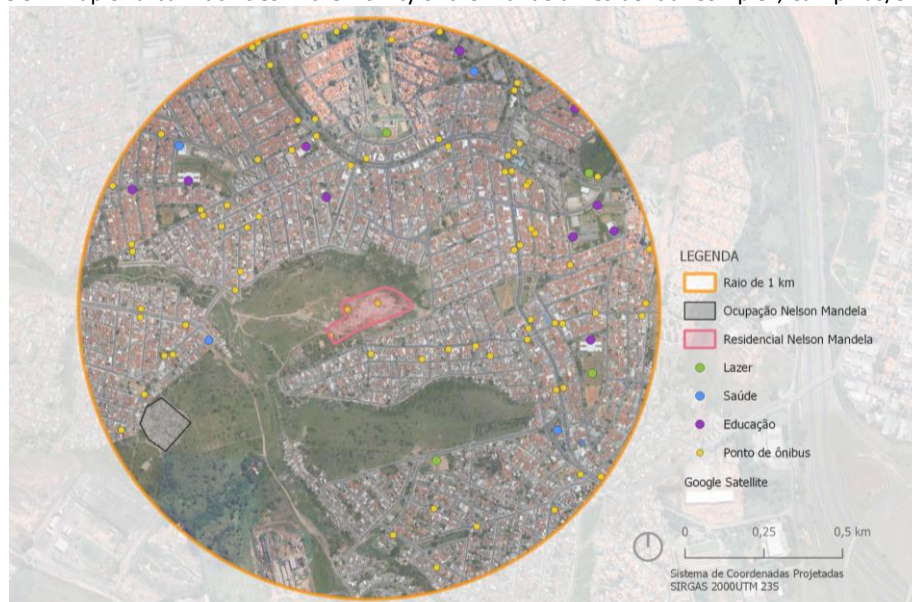 LEGENDA
Raio de 1 km
Ocupação Nelson Mandela
Residencial Nelson Mandela
Lazer
Saúde
Educação
Ponto de ônibus
Google Satellite
0 0,25 0,5 km
Sistema de Coordenadas Projetadas
SIRGAS 2000UTM 23S